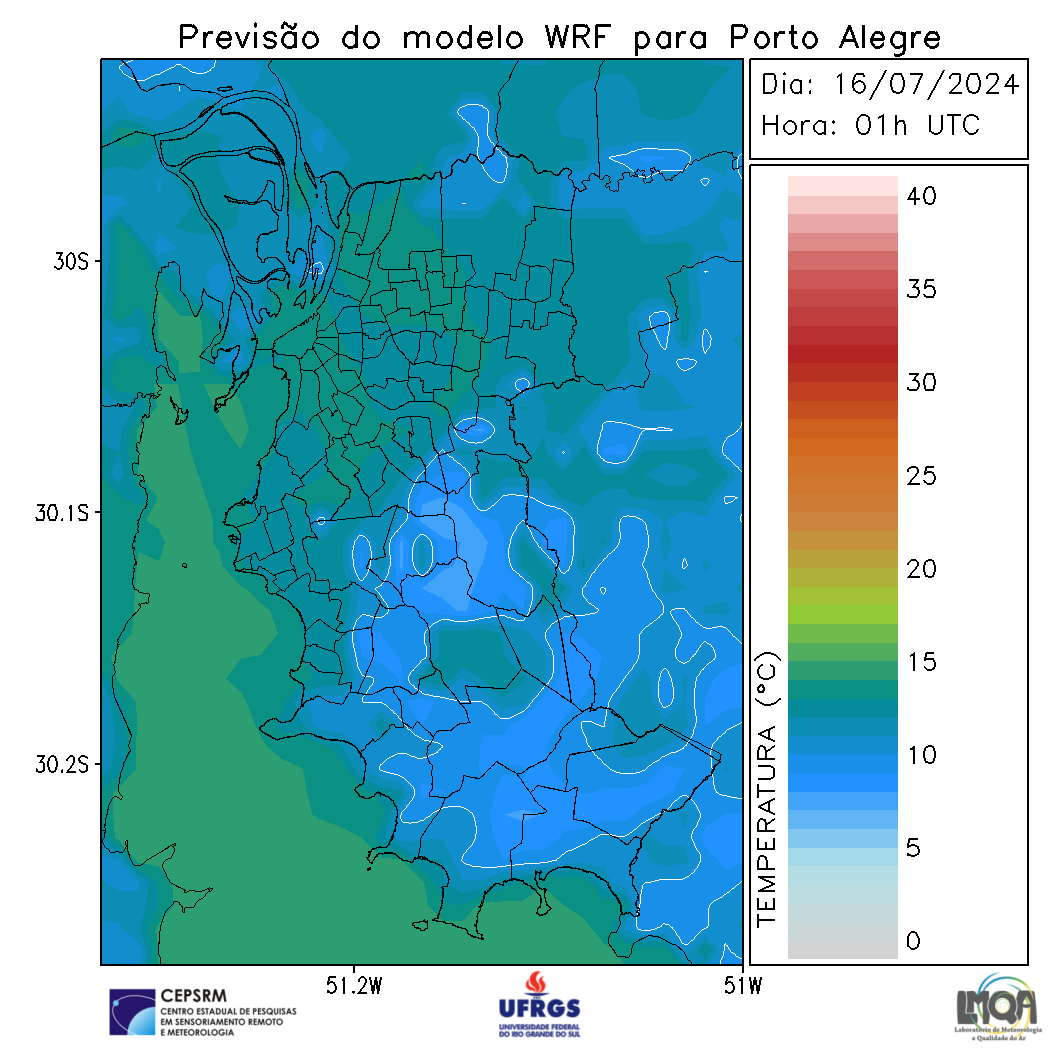 Previsão do modelo WRF para Porto Alegre
Dia: 16/07/2024
Hora: 01h UTC
40
35
30
25
20
15
10
5
0
TEMPERATURA (°C)
30S
30.1S
30.2S
51.2W
51W
CEPSRM
CENTRO ESTADUAL DE PESQUISAS
EM SENSORIAMENTO REMOTO
E METEOROLOGIA
UFRGS
UNIVERSIDADE FEDERAL
DO RIO GRANDE DO SUL
LMQA
Laboratório de Meteorologia
e Qualidade do Ar